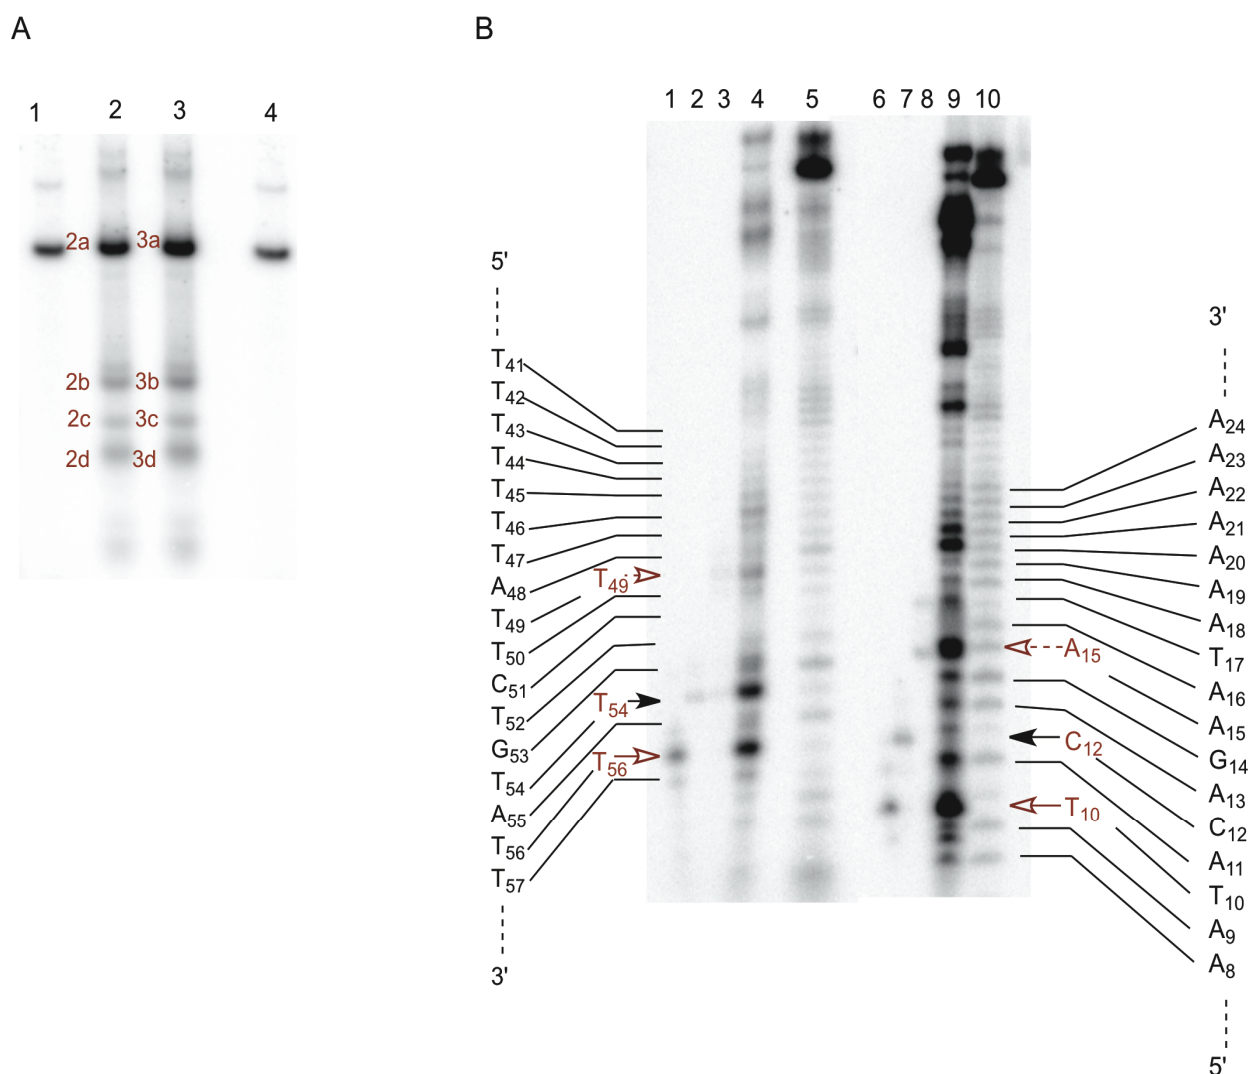 A
B
1 2 3 4
2a 3a
2b 3b
2c 3c
2d 3d
1 2 3 4 5 6 7 8 9 10
5'
T41
T42
T43
T44
T45
T46
T47
A48
T49
T50
C51
T52
G53
T54
A55
T56
T57
3'
T49
T54
T56
A15
C12
T10
3'
A24
A23
A22
A21
A20
A19
A18
T17
A16
A15
G14
A13
C12
A11
T10
A9
A8
5'